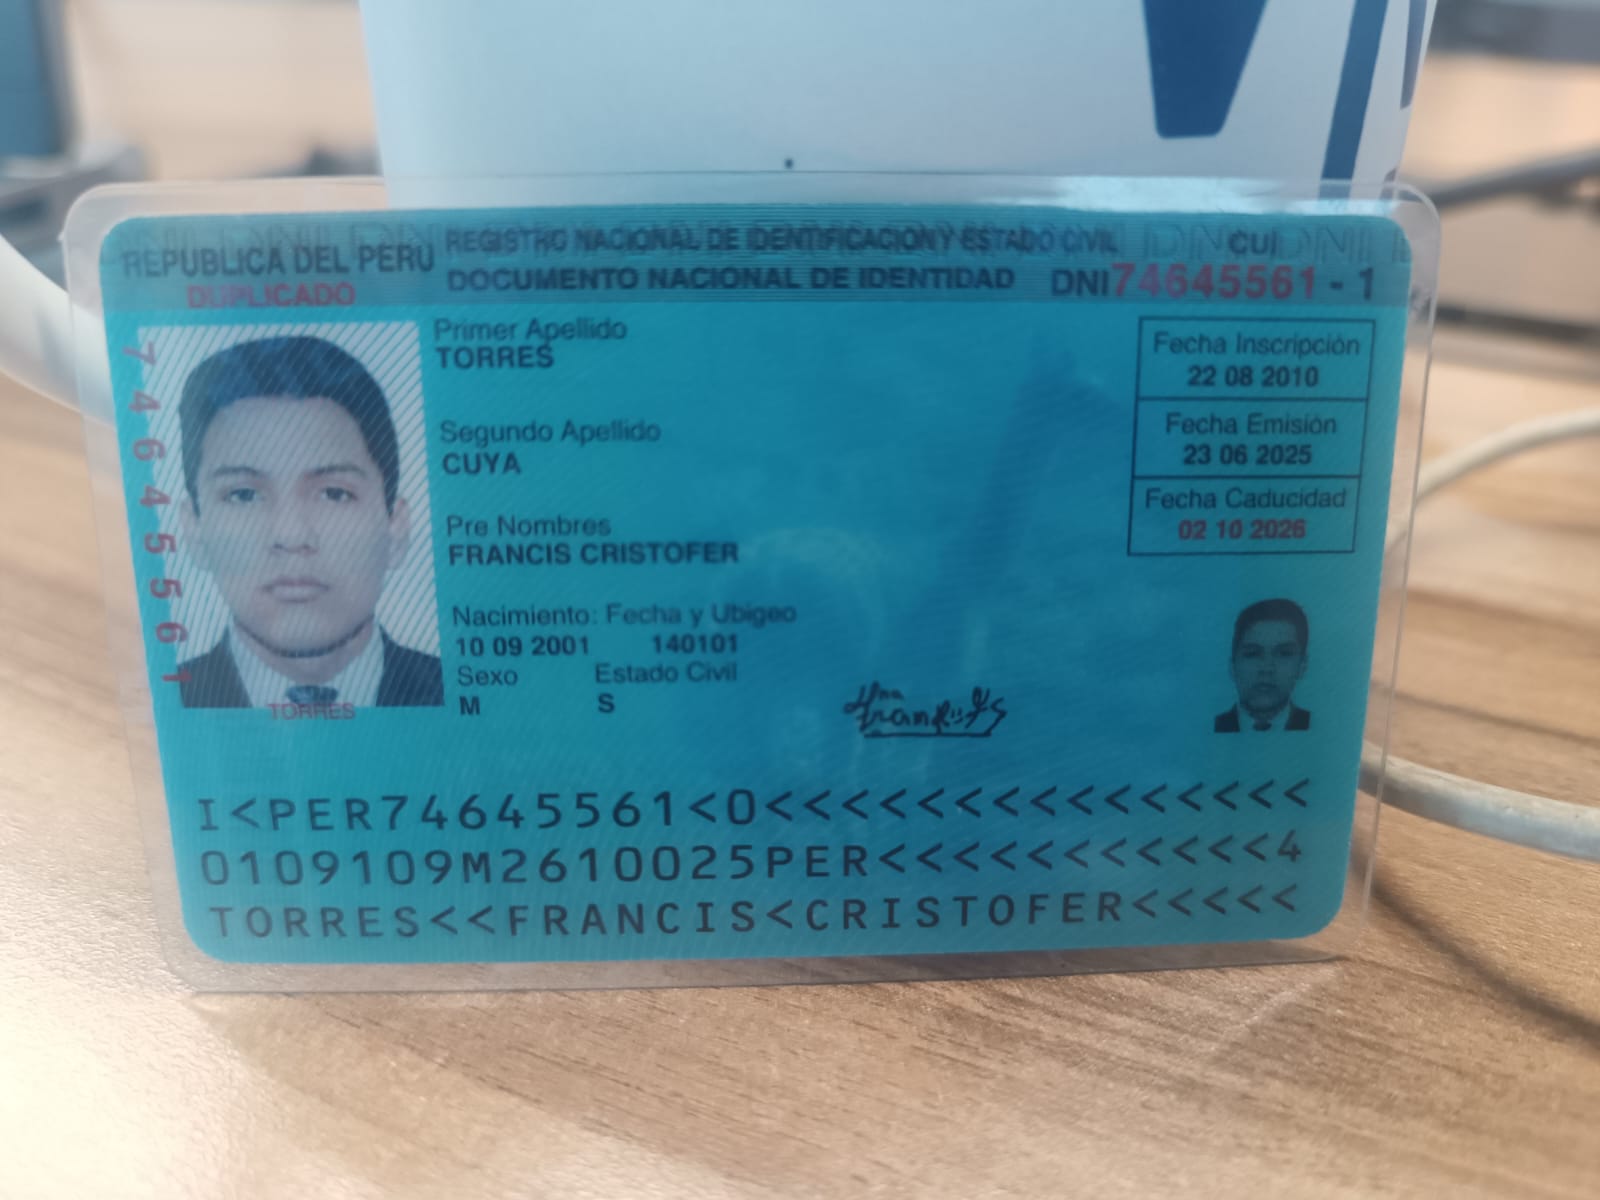 REPUBLICA DEL PERU
DUPLICADO
REGISTRO NACIONAL DE IDENTIFICACION Y ESTADO CIVIL
DOCUMENTO NACIONAL DE IDENTIDAD
CUI
DNI 74645561 - 1
74645561
Primer Apellido
TORRES
Segundo Apellido
CUYA
Pre Nombres
FRANCIS CRISTOFER
Nacimiento: Fecha y Ubigeo
10 09 2001 140101
Sexo Estado Civil
M S
Fecha Inscripción
22 08 2010
Fecha Emisión
23 06 2025
Fecha Caducidad
02 10 2026
TORRES
I<PER74645561<0<<<<<<<<<<<<<<<
0109109M2610025PER<<<<<<<<<<<4
TORRES<<FRANCIS<CRISTOFER<<<<<